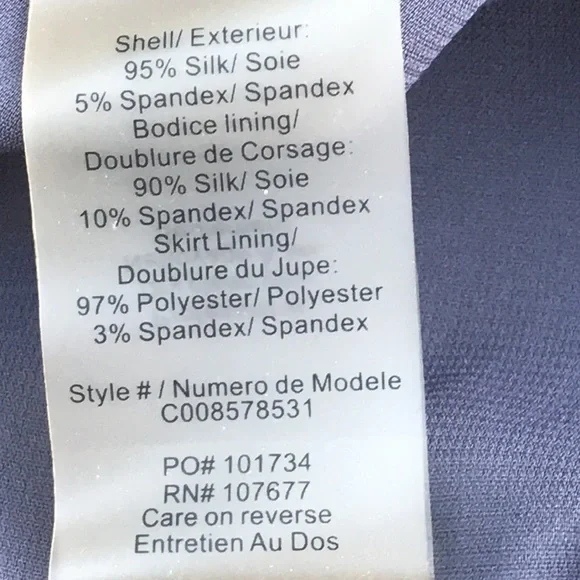 Shell/ Exterieur:
95% Silk/ Soie
5% Spandex/ Spandex
Bodice lining/
Doublure de Corsage:
90% Silk/ Soie
10% Spandex/ Spandex
Skirt Lining/
Doublure du Jupe:
97% Polyester/ Polyester
3% Spandex/ Spandex
Style # / Numero de Modele
C008578531
PO# 101734
RN# 107677
Care on reverse
Entretien Au Dos